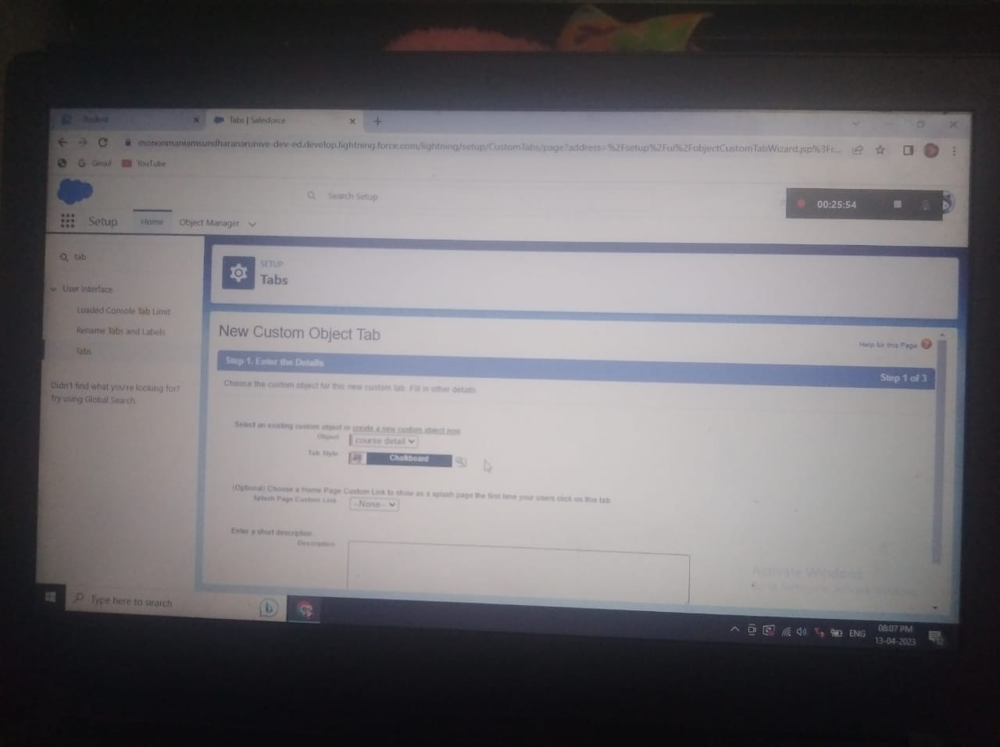 Student
Tabs | Salesforce
mononmaniamsundharanarunive-dev-ed.develop.lightning.force.com/lightning/setup/CustomTabs/page?address=%2Fsetup%2Fui%2FobjectCustomTabWizard.jsp%3Fr...
Gmail YouTube
Search Setup
00:25:54
Setup Home Object Manager
tab
SETUP
Tabs
User Interface
Loaded Console Tab Limit
Rename Tabs and Labels
Tabs
Didn't find what you're looking for?
Try using Global Search.
New Custom Object Tab
Help for this Page
Step 1. Enter the Details
Step 1 of 3
Choose the custom object for this new custom tab. Fill in other details.
Select an existing custom object or create a new custom object now.
Object course detail
Tab Style Chalkboard
(Optional) Choose a Home Page Custom Link to show as a splash page the first time your users click on this tab.
Splash Page Custom Link --None--
Enter a short description.
Description
Activate Windows
Type here to search
ENG
08:07 PM
13-04-2023
12